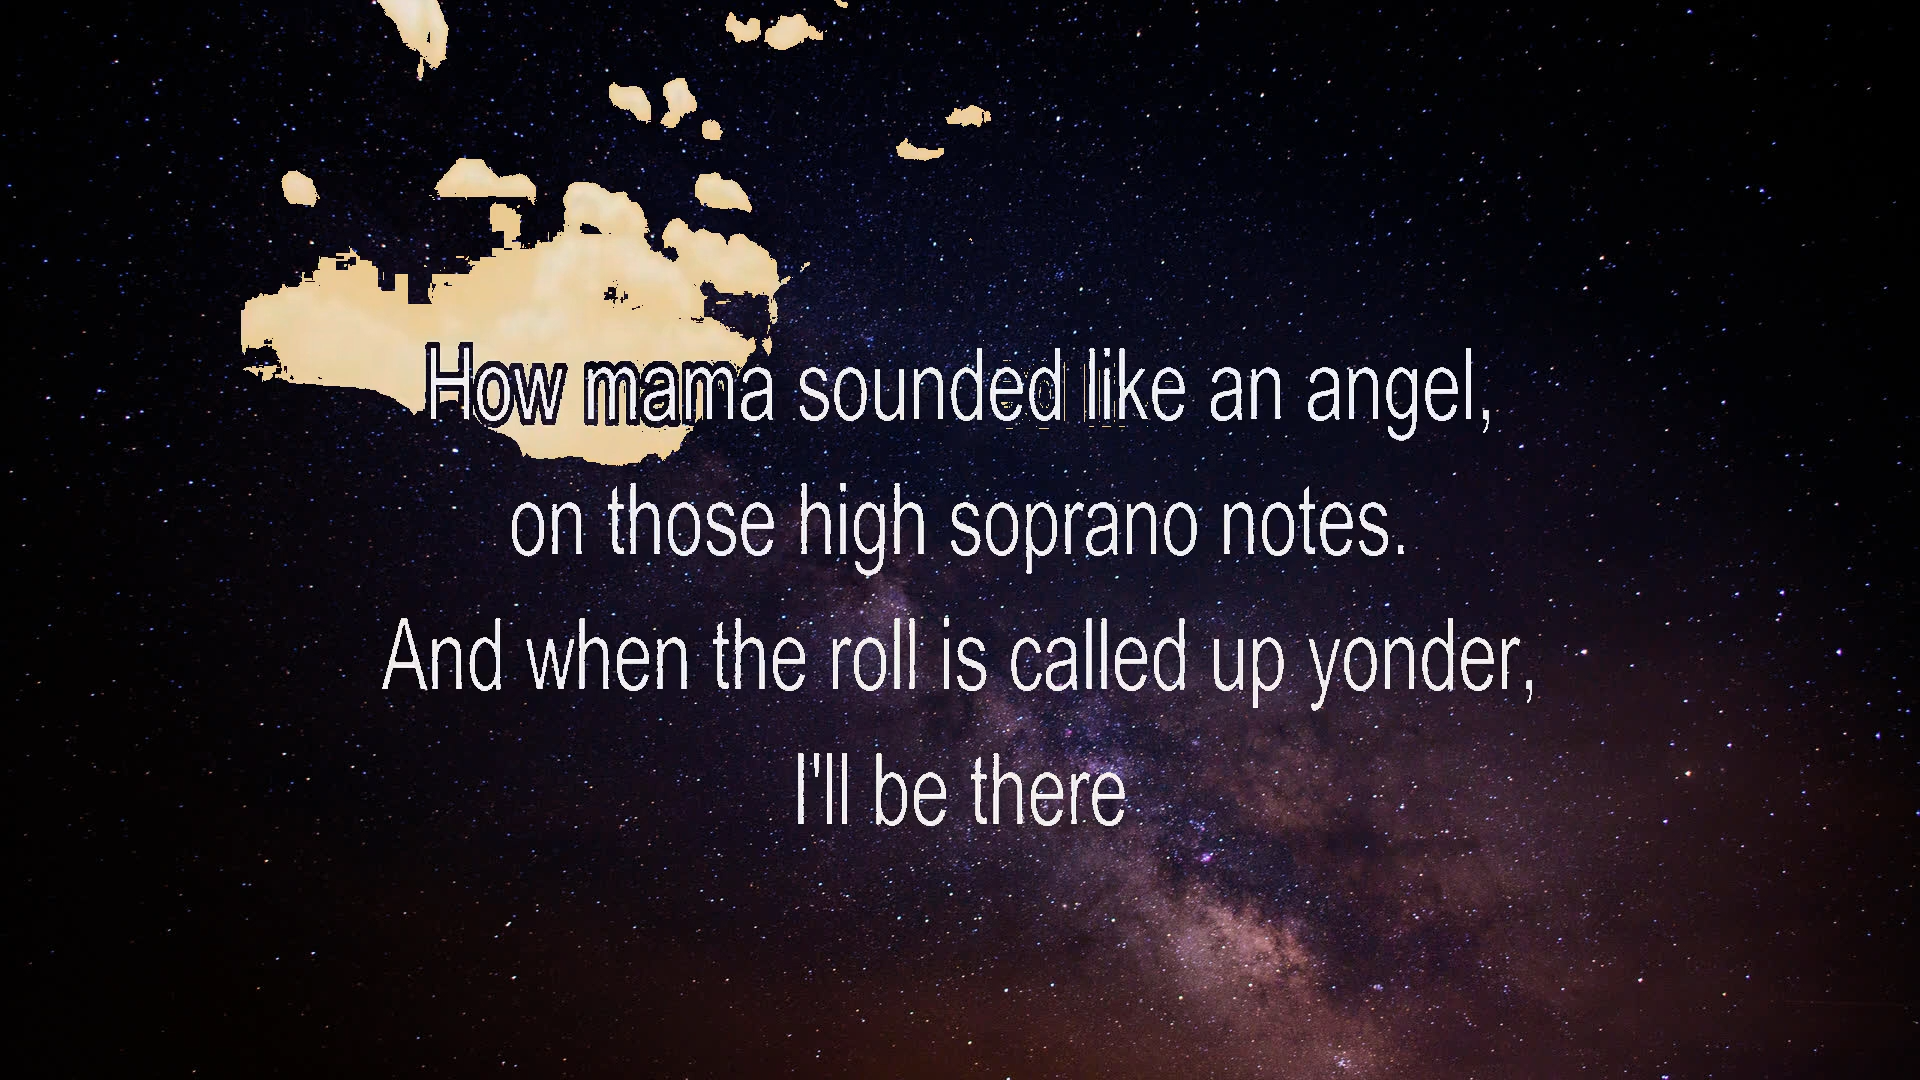 How mama sounded like an angel,
on those high soprano notes.
And when the roll is called up yonder,
I'll be there